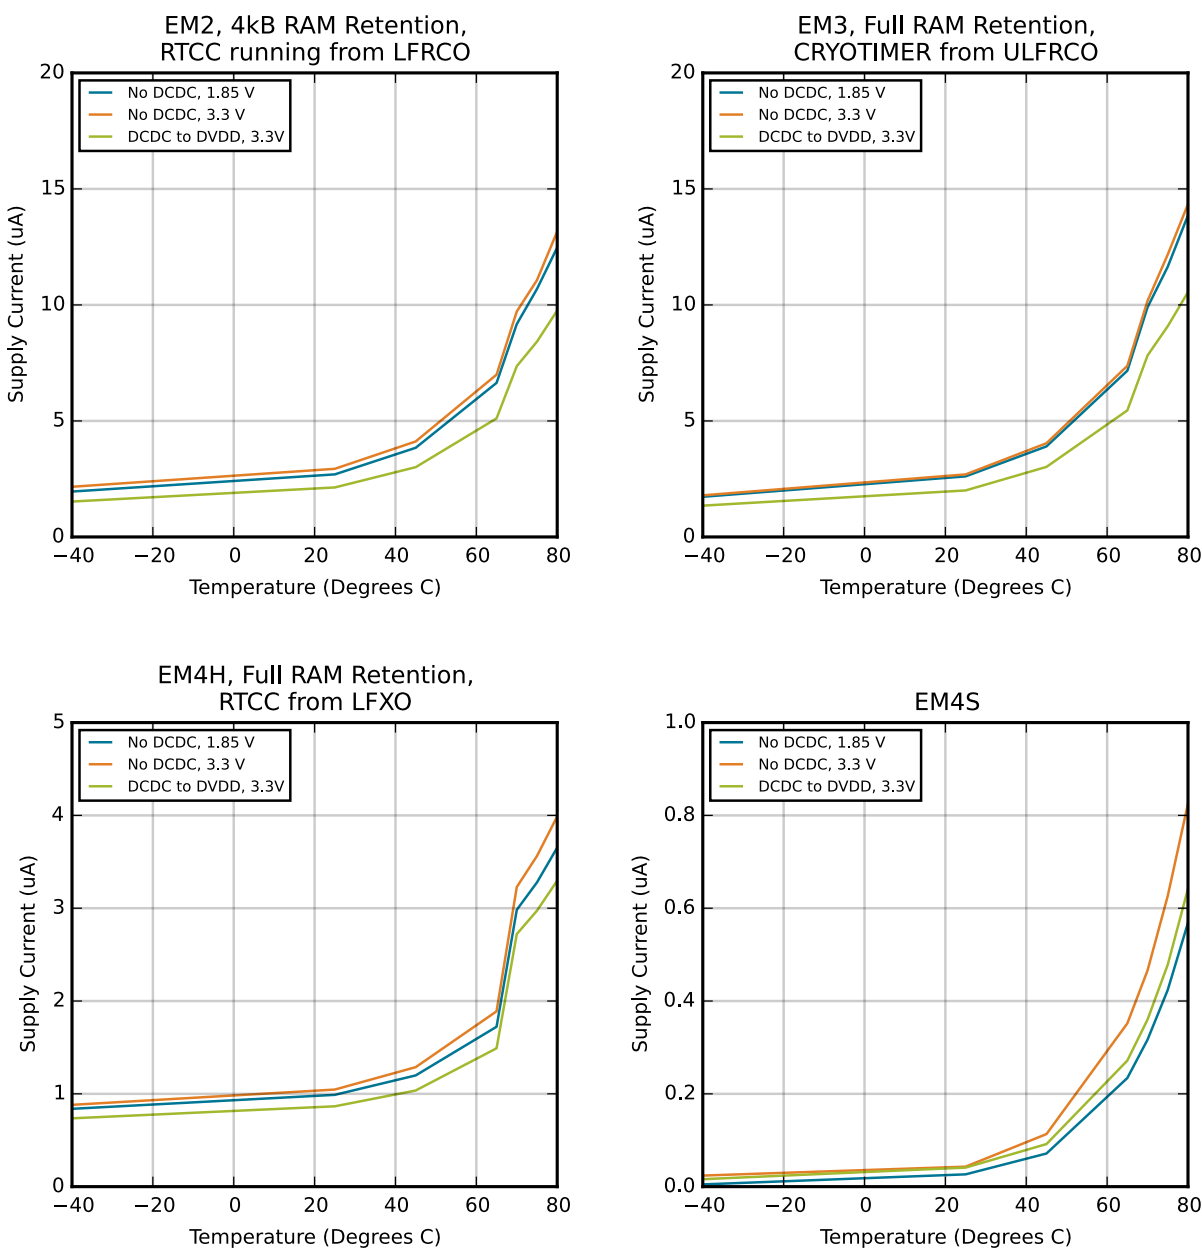 EM2, 4kB RAM Retention,
RTCC running from LFRCO
20
15
10
5
0
Supply Current (uA)
No DCDC, 1.85 V
No DCDC, 3.3 V
DCDC to DVDD, 3.3V
−40 −20 0 20 40 60 80
Temperature (Degrees C)
EM3, Full RAM Retention,
CRYOTIMER from ULFRCO
20
15
10
5
0
Supply Current (uA)
No DCDC, 1.85 V
No DCDC, 3.3 V
DCDC to DVDD, 3.3V
−40 −20 0 20 40 60 80
Temperature (Degrees C)
EM4H, Full RAM Retention,
RTCC from LFXO
5
4
3
2
1
0
Supply Current (uA)
No DCDC, 1.85 V
No DCDC, 3.3 V
DCDC to DVDD, 3.3V
−40 −20 0 20 40 60 80
Temperature (Degrees C)
EM4S
1.0
0.8
0.6
0.4
0.2
0.0
Supply Current (uA)
No DCDC, 1.85 V
No DCDC, 3.3 V
DCDC to DVDD, 3.3V
−40 −20 0 20 40 60 80
Temperature (Degrees C)